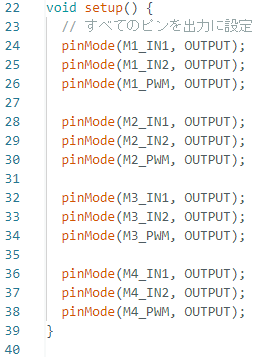 22 void setup() {
23 // すべてのピンを出力に設定
24 pinMode(M1_IN1, OUTPUT);
25 pinMode(M1_IN2, OUTPUT);
26 pinMode(M1_PWM, OUTPUT);
27
28 pinMode(M2_IN1, OUTPUT);
29 pinMode(M2_IN2, OUTPUT);
30 pinMode(M2_PWM, OUTPUT);
31
32 pinMode(M3_IN1, OUTPUT);
33 pinMode(M3_IN2, OUTPUT);
34 pinMode(M3_PWM, OUTPUT);
35
36 pinMode(M4_IN1, OUTPUT);
37 pinMode(M4_IN2, OUTPUT);
38 pinMode(M4_PWM, OUTPUT);
39 }
40